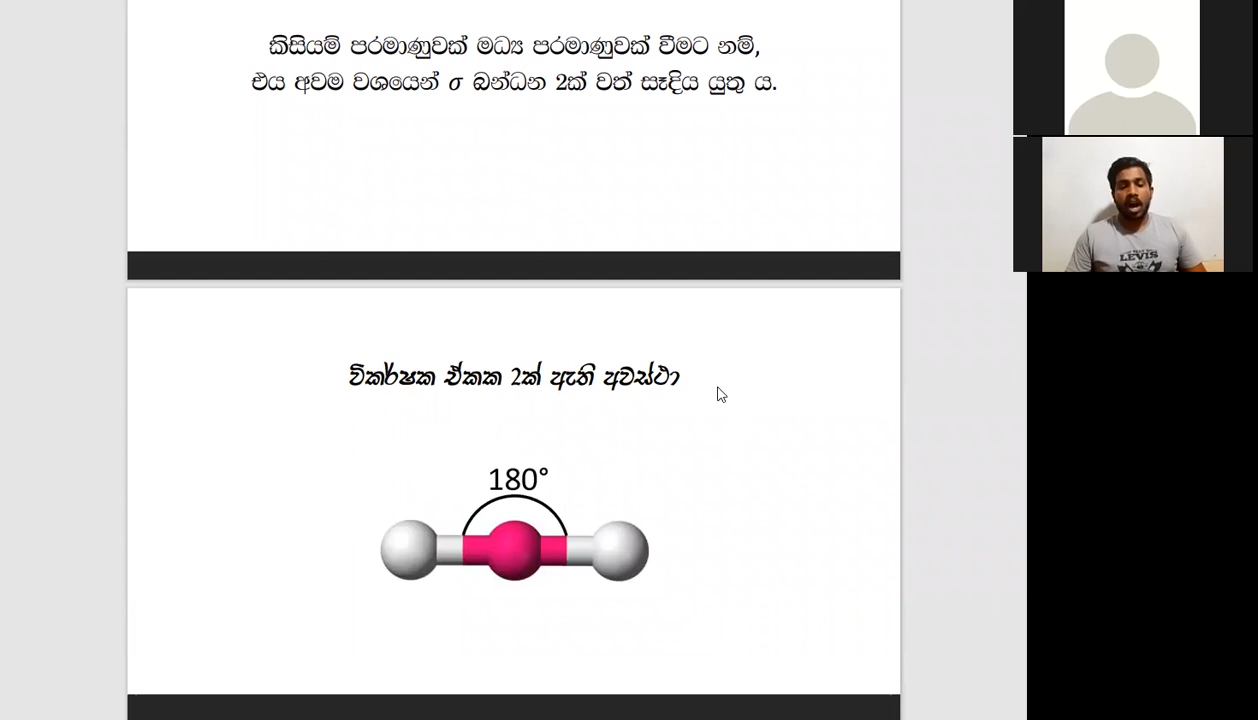 කිසියම් පරමාණුවක් මධ්‍ය පරමාණුවක් වීමට නම්,
එය අවම වශයෙන් σ බන්ධන 2ක් වත් සෑදිය යුතු ය.
විකර්ෂක ඒකක 2ක් ඇති අවස්ථා
180°
LEVIS